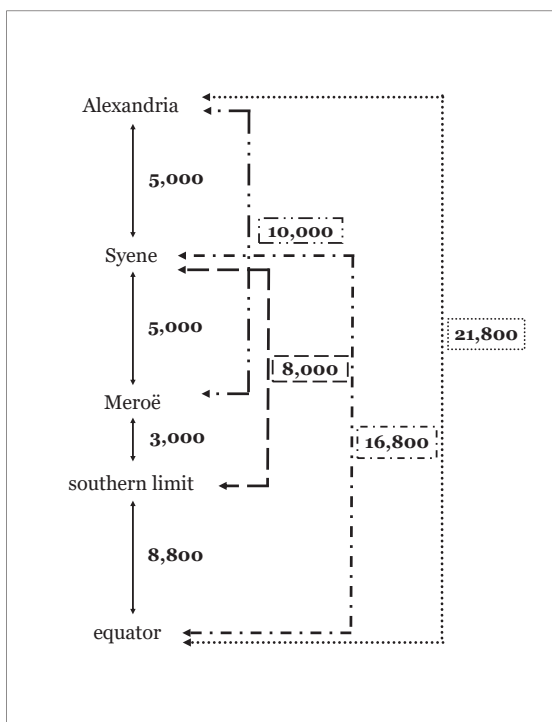 Alexandria
5,000
10,000
Syene
5,000
21,800
8,000
Meroë
3,000
16,800
southern limit
8,800
equator